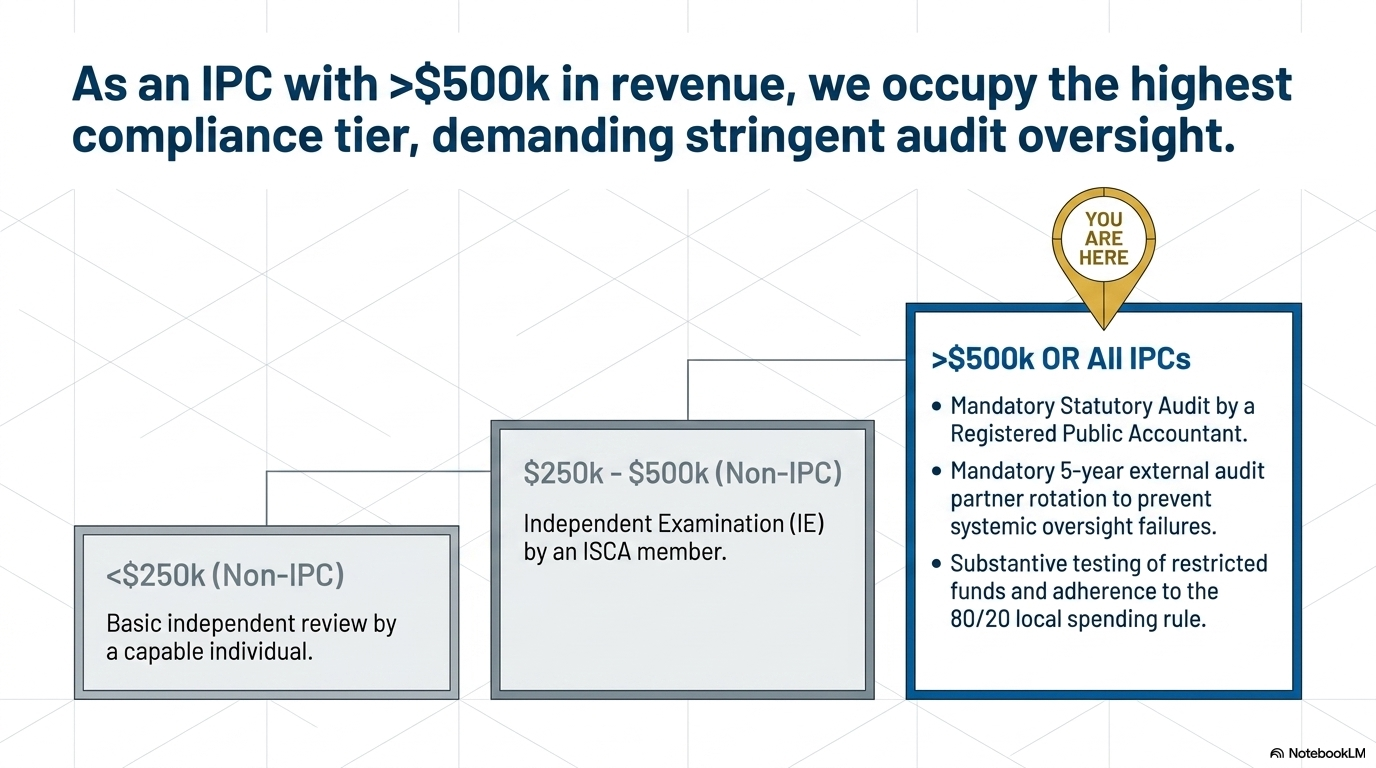 As an IPC with >$500k in revenue, we occupy the highest
compliance tier, demanding stringent audit oversight.
YOU
ARE
HERE
<$250k (Non-IPC)
Basic independent review by
a capable individual.
$250k - $500k (Non-IPC)
Independent Examination (IE)
by an ISCA member.
>$500k OR All IPCs
• Mandatory Statutory Audit by a
Registered Public Accountant.
• Mandatory 5-year external audit
partner rotation to prevent
systemic oversight failures.
• Substantive testing of restricted
funds and adherence to the
80/20 local spending rule.
NotebookLM